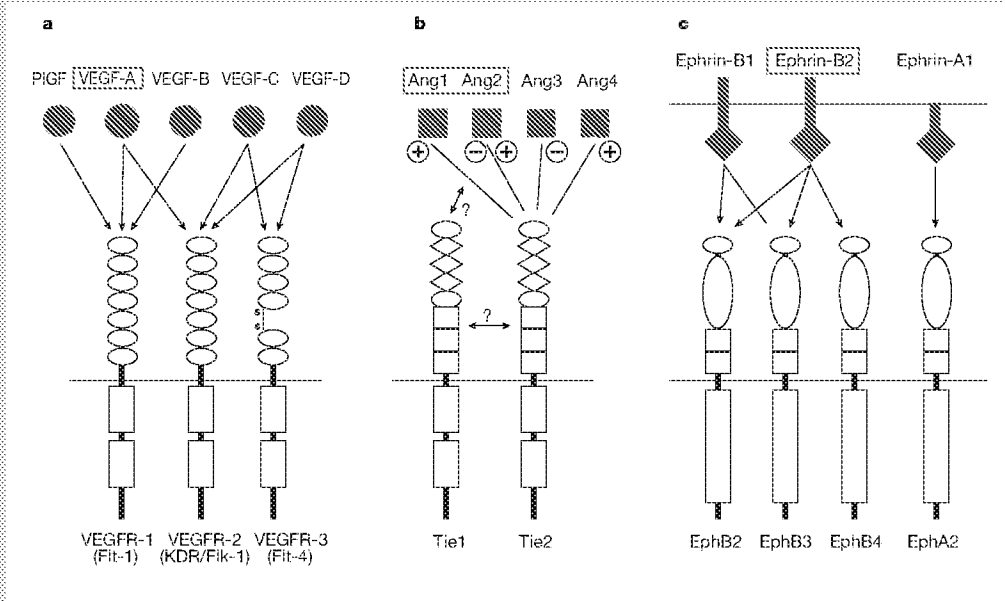 a
b
c
PlGF VEGF-A VEGF-B VEGF-C VEGF-D
Ang1 Ang2 Ang3 Ang4
Ephrin-B1 Ephrin-B2 Ephrin-A1
+ − + − +
?
s
s
?
VEGFR-1 VEGFR-2 VEGFR-3
(Flt-1) (KDR/Flk-1) (Flt-4)
Tie1 Tie2
EphB2 EphB3 EphB4 EphA2